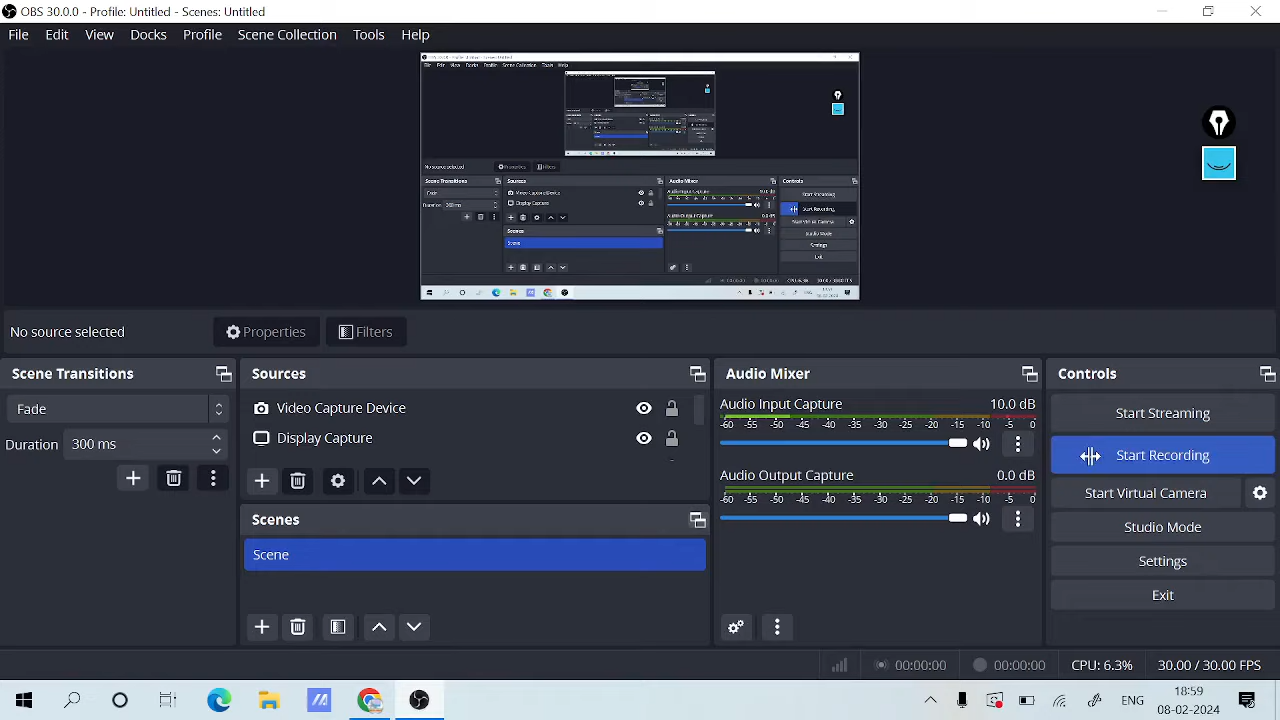 OBS 30.0.0 - Profile: Untitled - Scenes: Untitled
File Edit View Docks Profile Scene Collection Tools Help
No source selected Properties Filters
Scene Transitions
Fade
Duration 300 ms
Sources
Video Capture Device
Display Capture
Scenes
Scene
Audio Mixer
Audio Input Capture 10.0 dB
-60 -55 -50 -45 -40 -35 -30 -25 -20 -15 -10 -5 0
Audio Output Capture 0.0 dB
-60 -55 -50 -45 -40 -35 -30 -25 -20 -15 -10 -5 0
Controls
Start Streaming
Start Recording
Start Virtual Camera
Studio Mode
Settings
Exit
00:00:00 00:00:00 CPU: 6.3% 30.00 / 30.00 FPS
ENG
18:59
08-02-2024